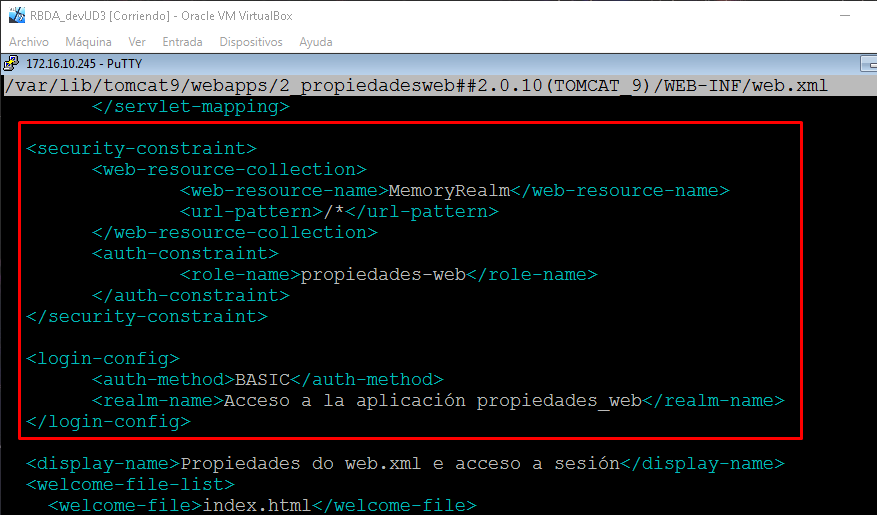 RBDA_devUD3 [Corriendo] - Oracle VM VirtualBox
Archivo Máquina Ver Entrada Dispositivos Ayuda
172.16.10.245 - PuTTY
/var/lib/tomcat9/webapps/2_propiedadesweb##2.0.10(TOMCAT_9)/WEB-INF/web.xml
</servlet-mapping>
<security-constraint>
<web-resource-collection>
<web-resource-name>MemoryRealm</web-resource-name>
<url-pattern>/*</url-pattern>
</web-resource-collection>
<auth-constraint>
<role-name>propiedades-web</role-name>
</auth-constraint>
</security-constraint>
<login-config>
<auth-method>BASIC</auth-method>
<realm-name>Acceso a la aplicación propiedades_web</realm-name>
</login-config>
<display-name>Propiedades do web.xml e acceso a sesión</display-name>
<welcome-file-list>
<welcome-file>index.html</welcome-file>